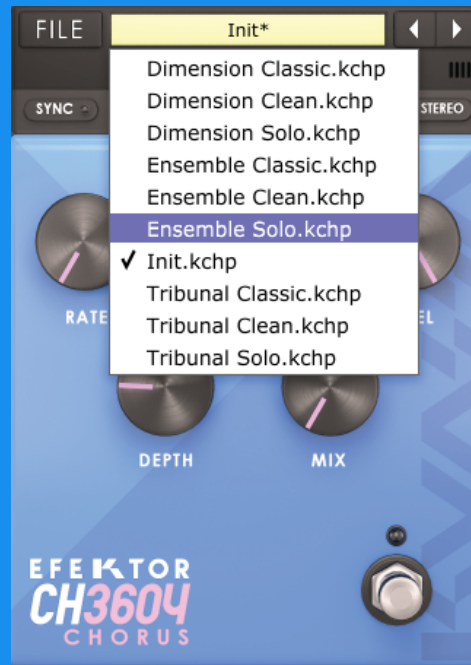 FILE Init*
Dimension Classic.kchp
SYNC Dimension Clean.kchp STEREO
Dimension Solo.kchp
Ensemble Classic.kchp
Ensemble Clean.kchp
Ensemble Solo.kchp
✓ Init.kchp
Tribunal Classic.kchp
RATE Tribunal Clean.kchp EL
Tribunal Solo.kchp
DEPTH MIX
EFEKTOR
CH3604
CHORUS